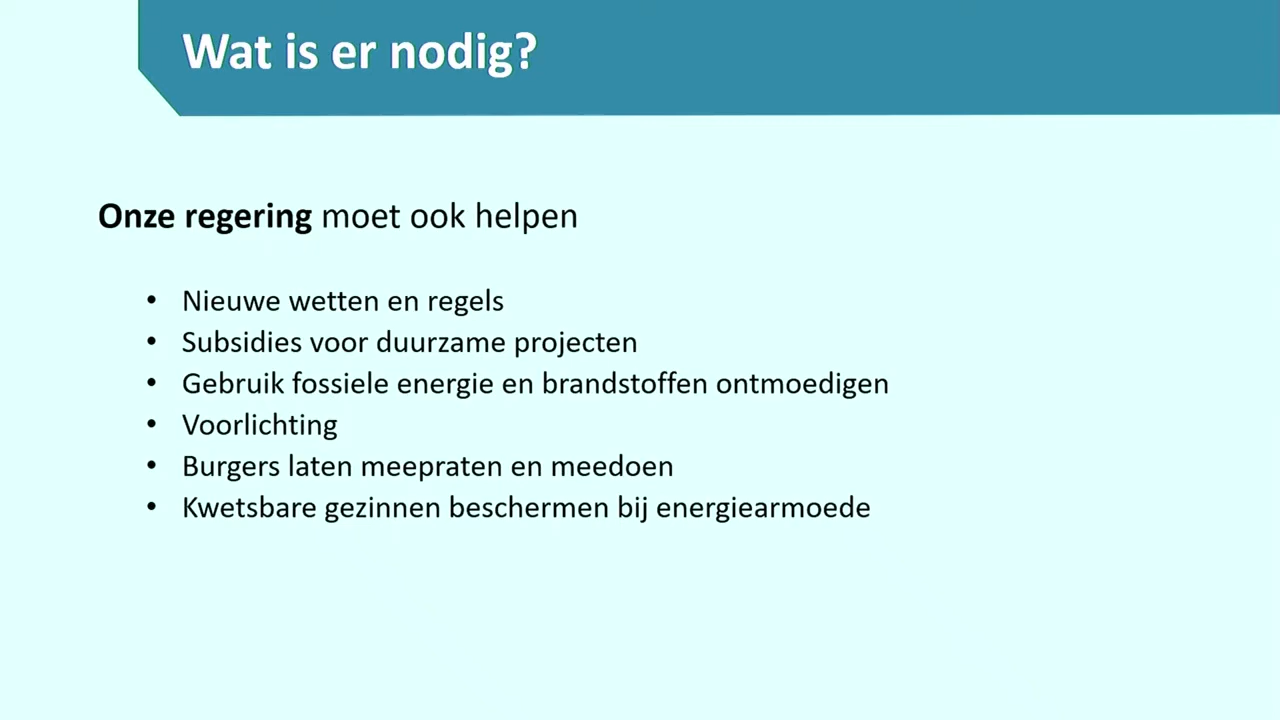 Wat is er nodig?
Onze regering moet ook helpen
• Nieuwe wetten en regels
• Subsidies voor duurzame projecten
• Gebruik fossiele energie en brandstoffen ontmoedigen
• Voorlichting
• Burgers laten meepraten en meedoen
• Kwetsbare gezinnen beschermen bij energiearmoede